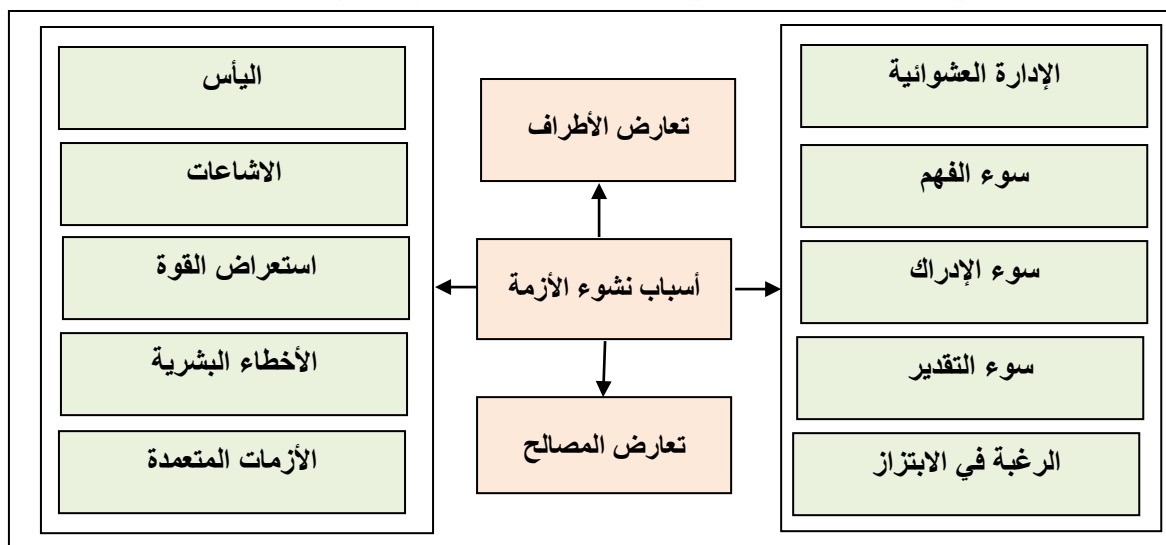 الإدارة العشوائية
سوء الفهم
سوء الإدراك
سوء التقدير
الرغبة في الابتزاز
تعارض الأطراف
أسباب نشوء الأزمة
تعارض المصالح
اليأس
الاشاعات
استعراض القوة
الأخطاء البشرية
الأزمات المتعمدة